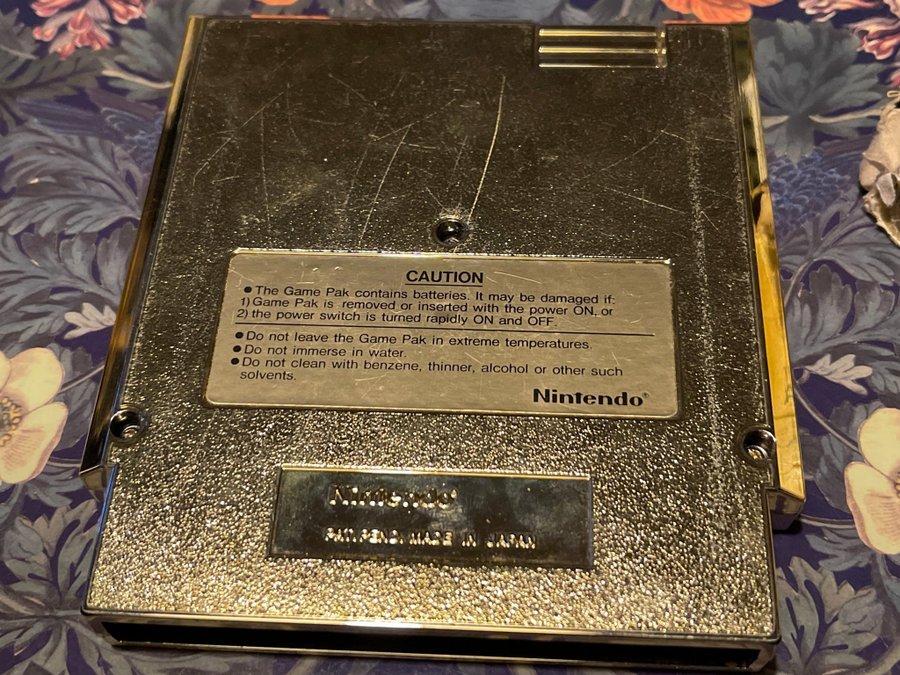 CAUTION
● The Game Pak contains batteries. It may be damaged if:
1) Game Pak is removed or inserted with the power ON, or
2) the power switch is turned rapidly ON and OFF.
● Do not leave the Game Pak in extreme temperatures.
● Do not immerse in water.
● Do not clean with benzene, thinner, alcohol or other such
solvents.
Nintendo®
Nintendo®
PAT. PEND. MADE IN JAPAN